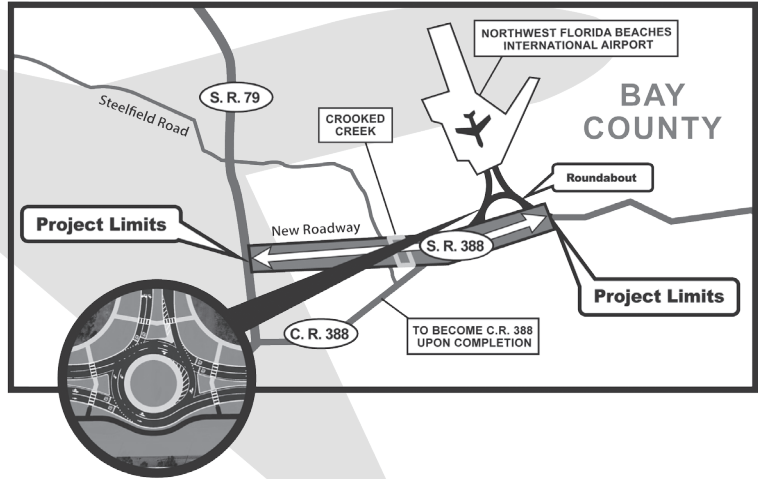 NORTHWEST FLORIDA BEACHES
INTERNATIONAL AIRPORT
BAY
COUNTY
S. R. 79
Steelfield Road
CROOKED
CREEK
Roundabout
Project Limits
New Roadway
S. R. 388
Project Limits
C. R. 388
TO BECOME C.R. 388
UPON COMPLETION